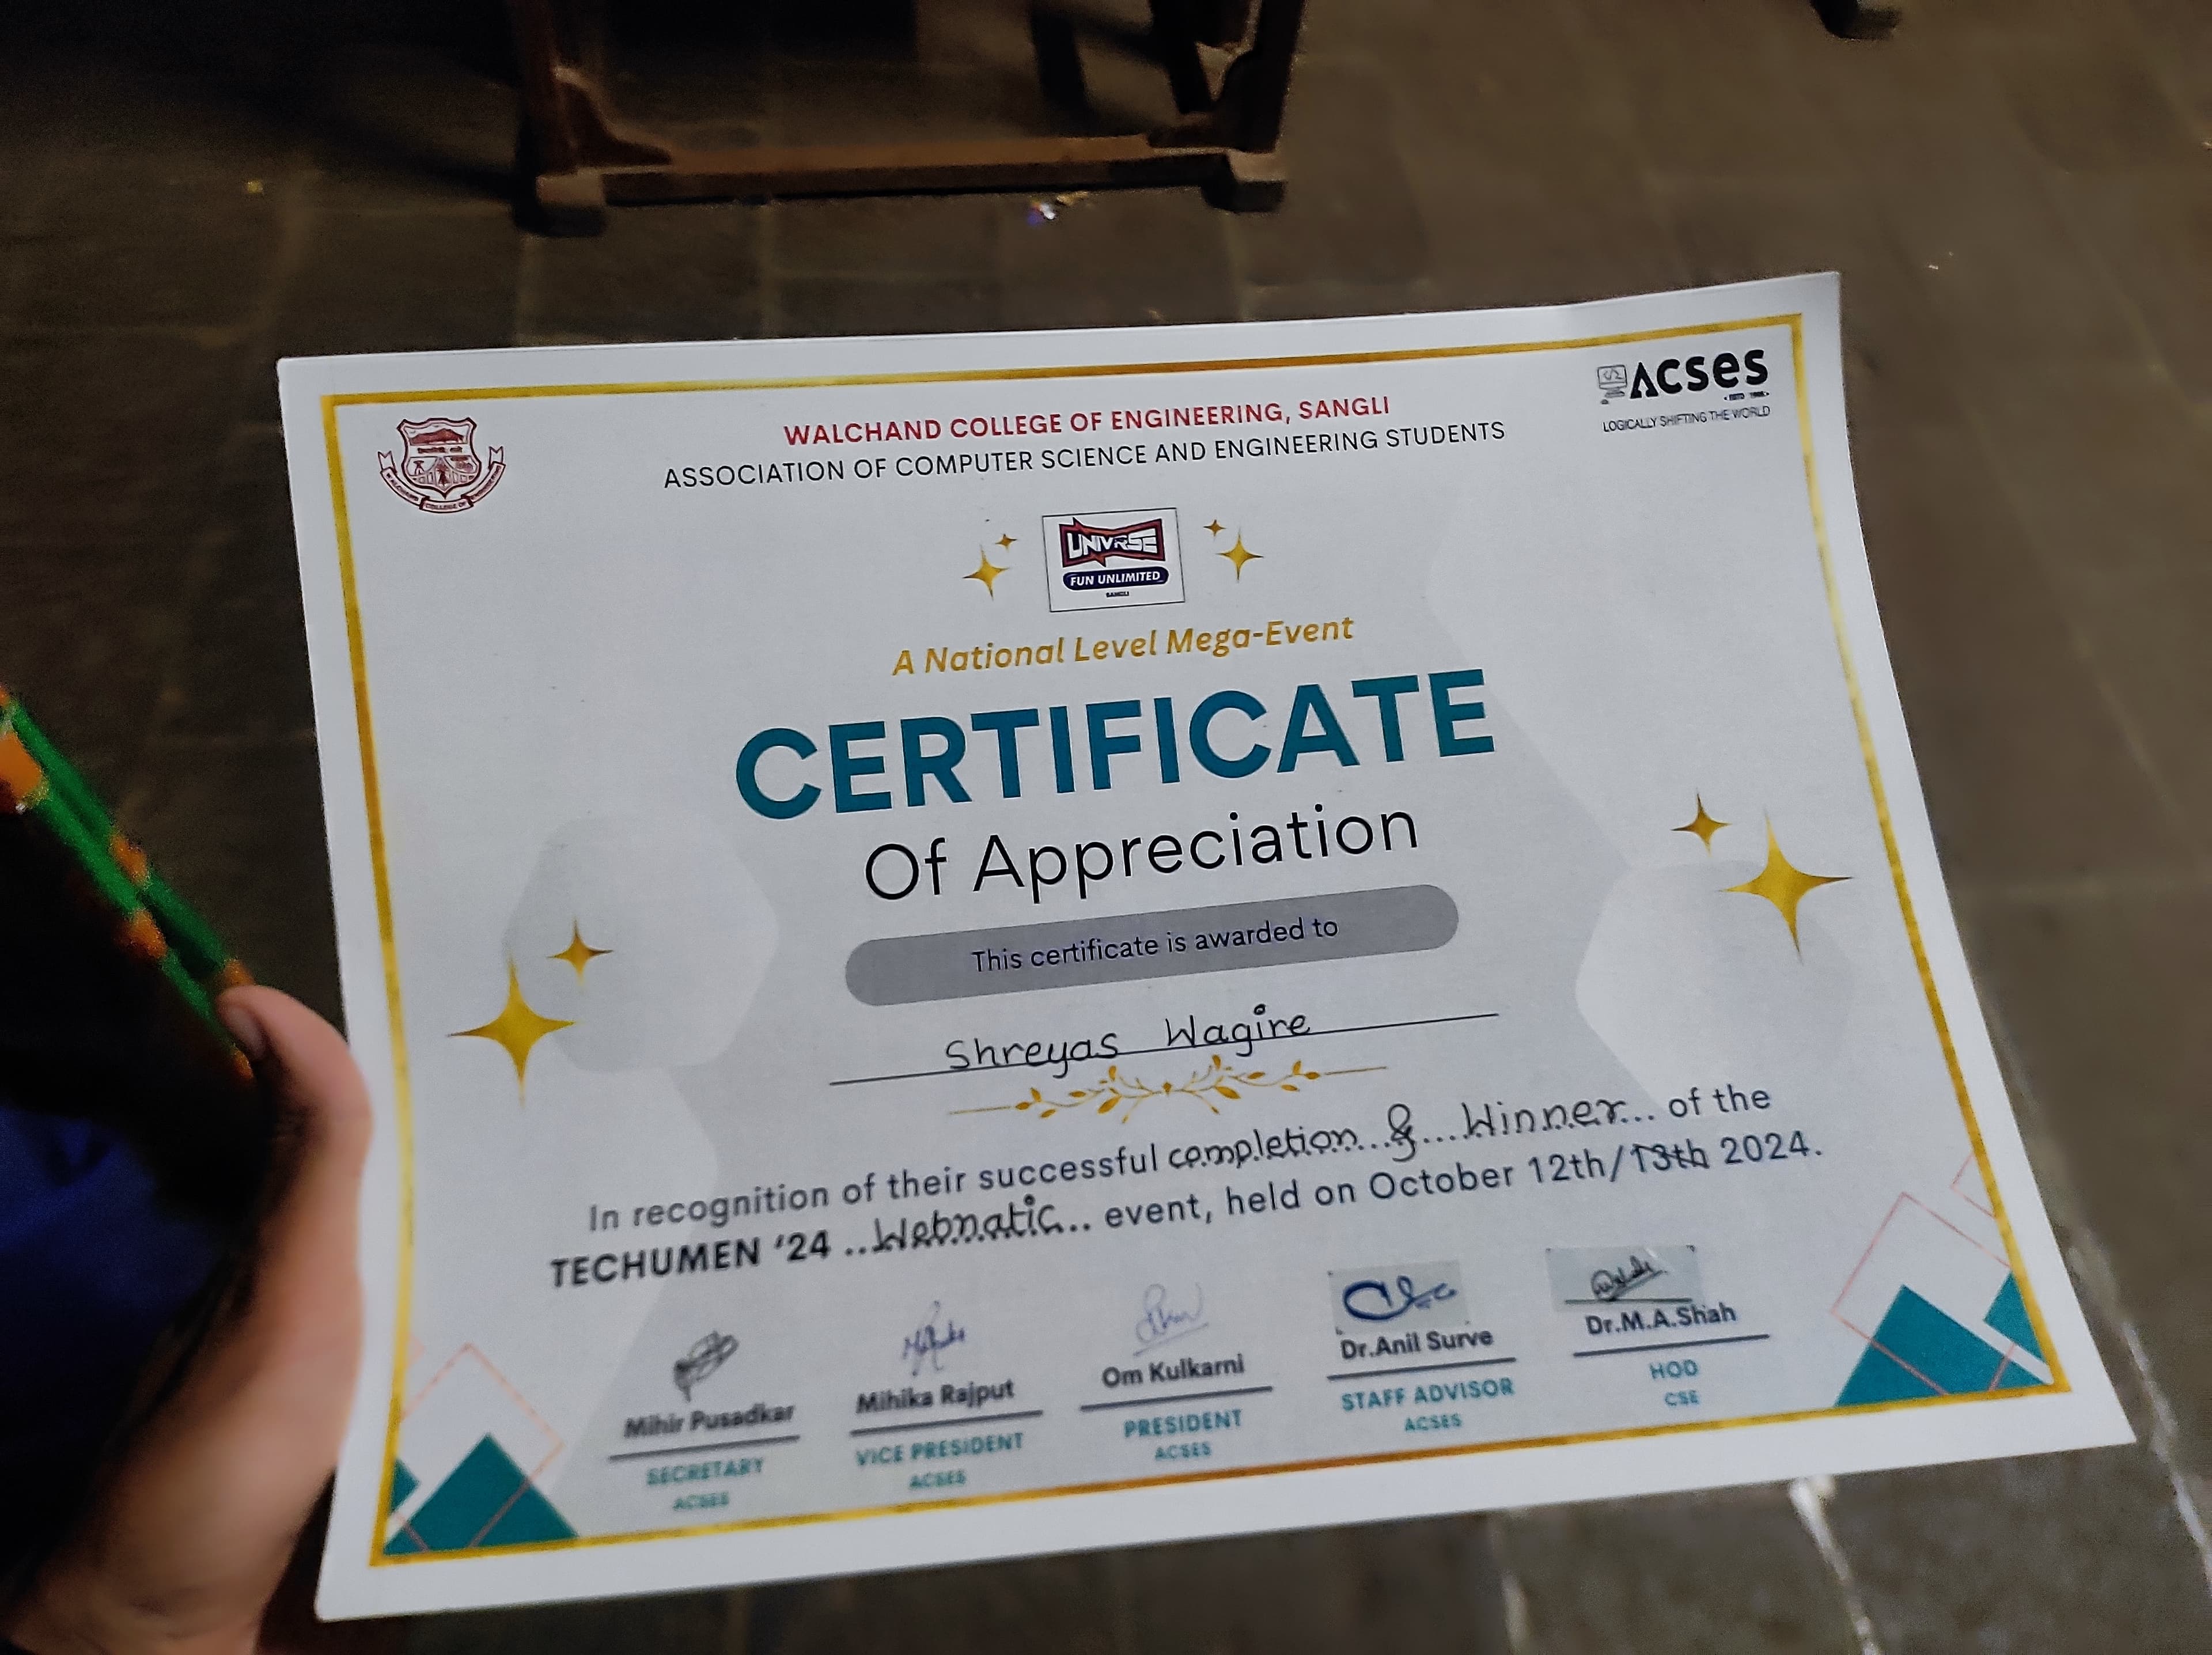 WALCHAND COLLEGE OF ENGINEERING, SANGLI
ASSOCIATION OF COMPUTER SCIENCE AND ENGINEERING STUDENTS
ACSES
LOGICALLY SHIFTING THE WORLD
COLLEGE OF
UNIVRSE
FUN UNLIMITED
SANGLI
A National Level Mega-Event
CERTIFICATE
Of Appreciation
This certificate is awarded to
Shreyas Wagire
In recognition of their successful completion...&...Winner... of the
TECHUMEN '24 ..Webnatic.. event, held on October 12th/13th 2024.
Mihir Pusadkar
SECRETARY
ACSES
Mihika Rajput
VICE PRESIDENT
ACSES
Om Kulkarni
PRESIDENT
ACSES
Dr.Anil Surve
STAFF ADVISOR
ACSES
Dr.M.A.Shah
HOD
CSE